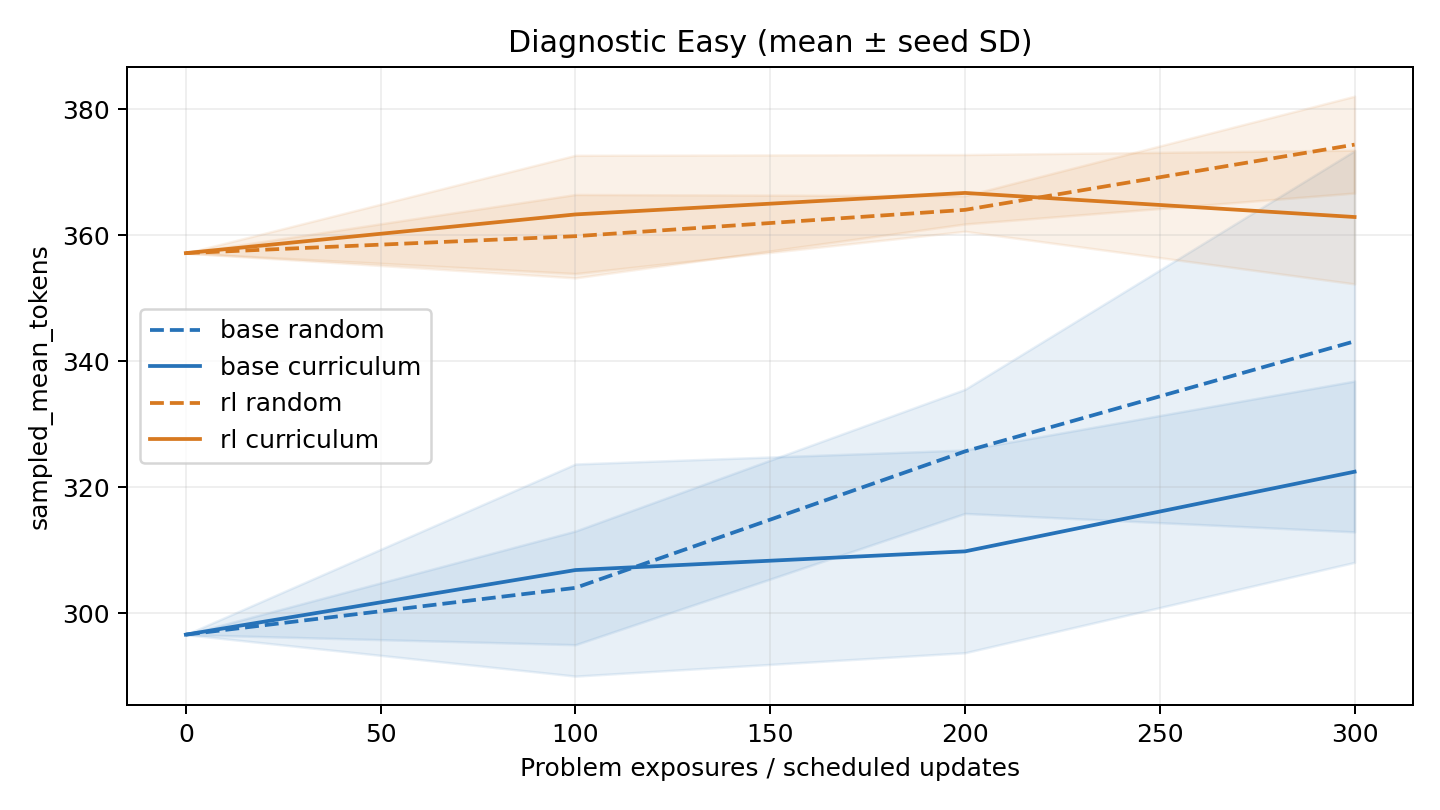 Diagnostic Easy (mean ± seed SD)
sampled_mean_tokens
380
360
340
320
300
base random
base curriculum
rl random
rl curriculum
0 50 100 150 200 250 300
Problem exposures / scheduled updates